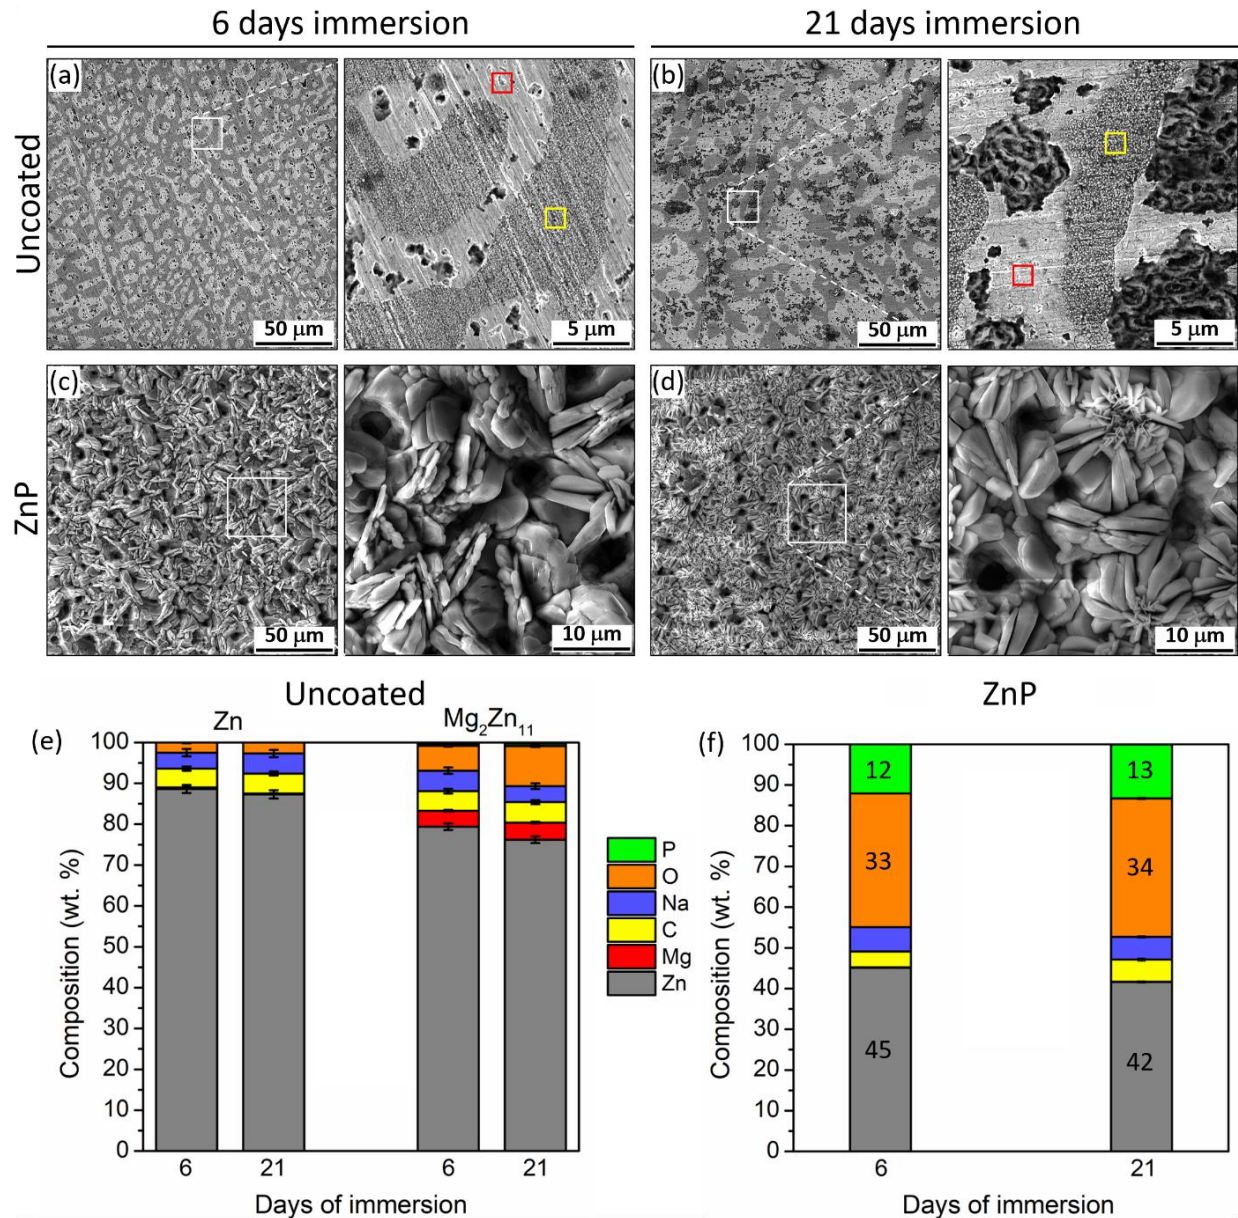 6 days immersion
21 days immersion
Uncoated
(a)
50 μm
5 μm
(b)
50 μm
5 μm
ZnP
(c)
50 μm
10 μm
(d)
50 μm
10 μm
Uncoated
ZnP
(e)
Zn
Mg₂Zn₁₁
Composition (wt. %)
100
90
80
70
60
50
40
30
20
10
0
6
21
6
21
Days of immersion
P
O
Na
C
Mg
Zn
(f)
Composition (wt. %)
100
90
80
70
60
50
40
30
20
10
0
12
33
45
13
34
42
6
21
Days of immersion